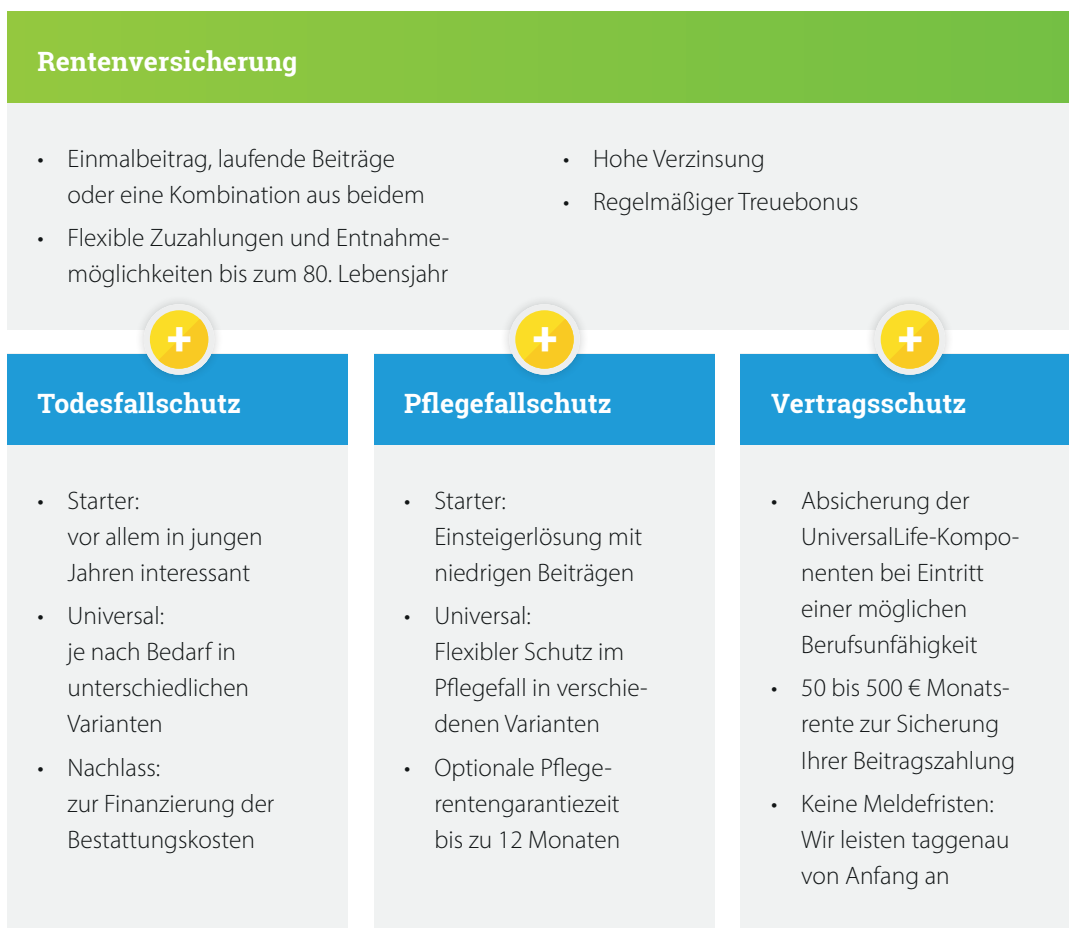 Rentenversicherung
• Einmalbeitrag, laufende Beiträge
oder eine Kombination aus beidem
• Flexible Zuzahlungen und Entnahme-
möglichkeiten bis zum 80. Lebensjahr
• Hohe Verzinsung
• Regelmäßiger Treuebonus
Todesfallschutz
• Starter:
vor allem in jungen
Jahren interessant
• Universal:
je nach Bedarf in
unterschiedlichen
Varianten
• Nachlass:
zur Finanzierung der
Bestattungskosten
Pflegefallschutz
• Starter:
Einsteigerlösung mit
niedrigen Beiträgen
• Universal:
Flexibler Schutz im
Pflegefall in verschie-
denen Varianten
• Optionale Pflege-
rentengarantiezeit
bis zu 12 Monaten
Vertragsschutz
• Absicherung der
UniversalLife-Kompo-
nenten bei Eintritt
einer möglichen
Berufsunfähigkeit
• 50 bis 500 € Monats-
rente zur Sicherung
Ihrer Beitragszahlung
• Keine Meldefristen:
Wir leisten taggenau
von Anfang an